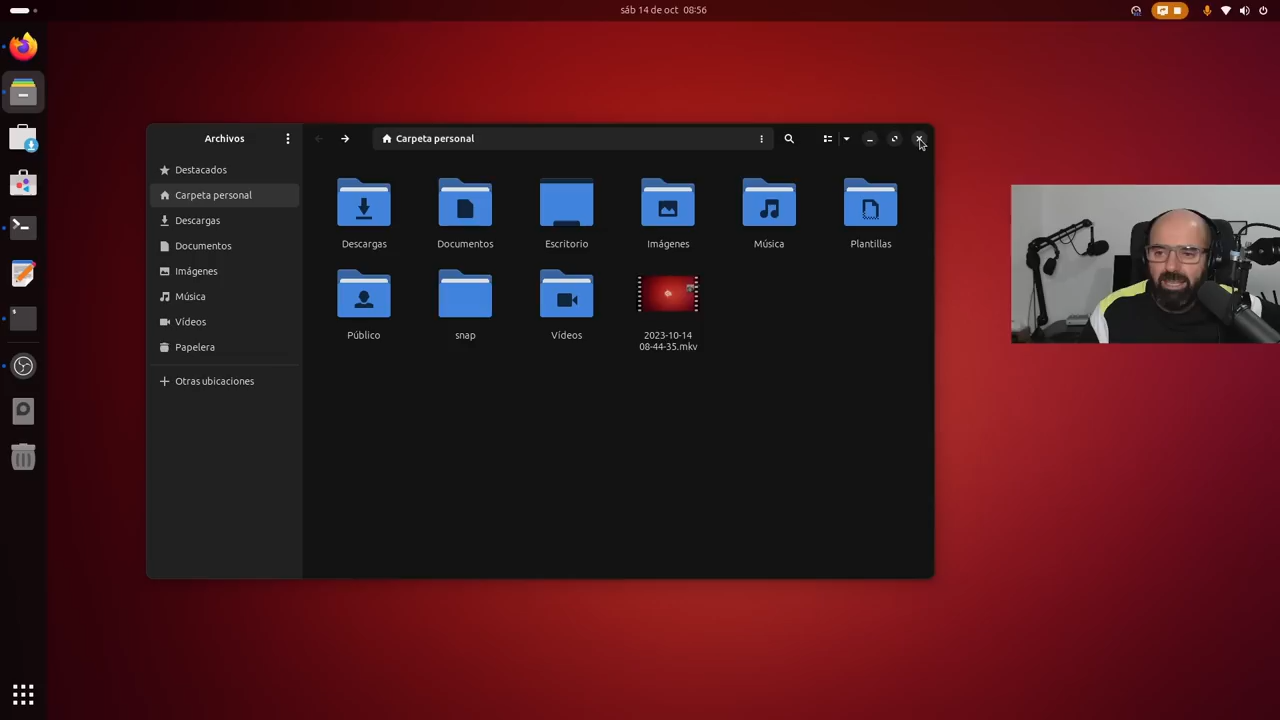 sáb 14 de oct 08:56
Archivos
Carpeta personal
Destacados
Carpeta personal
Descargas
Documentos
Imágenes
Música
Vídeos
Papelera
Otras ubicaciones
Descargas
Documentos
Escritorio
Imágenes
Música
Plantillas
Público
snap
Vídeos
2023-10-14
08-44-35.mkv